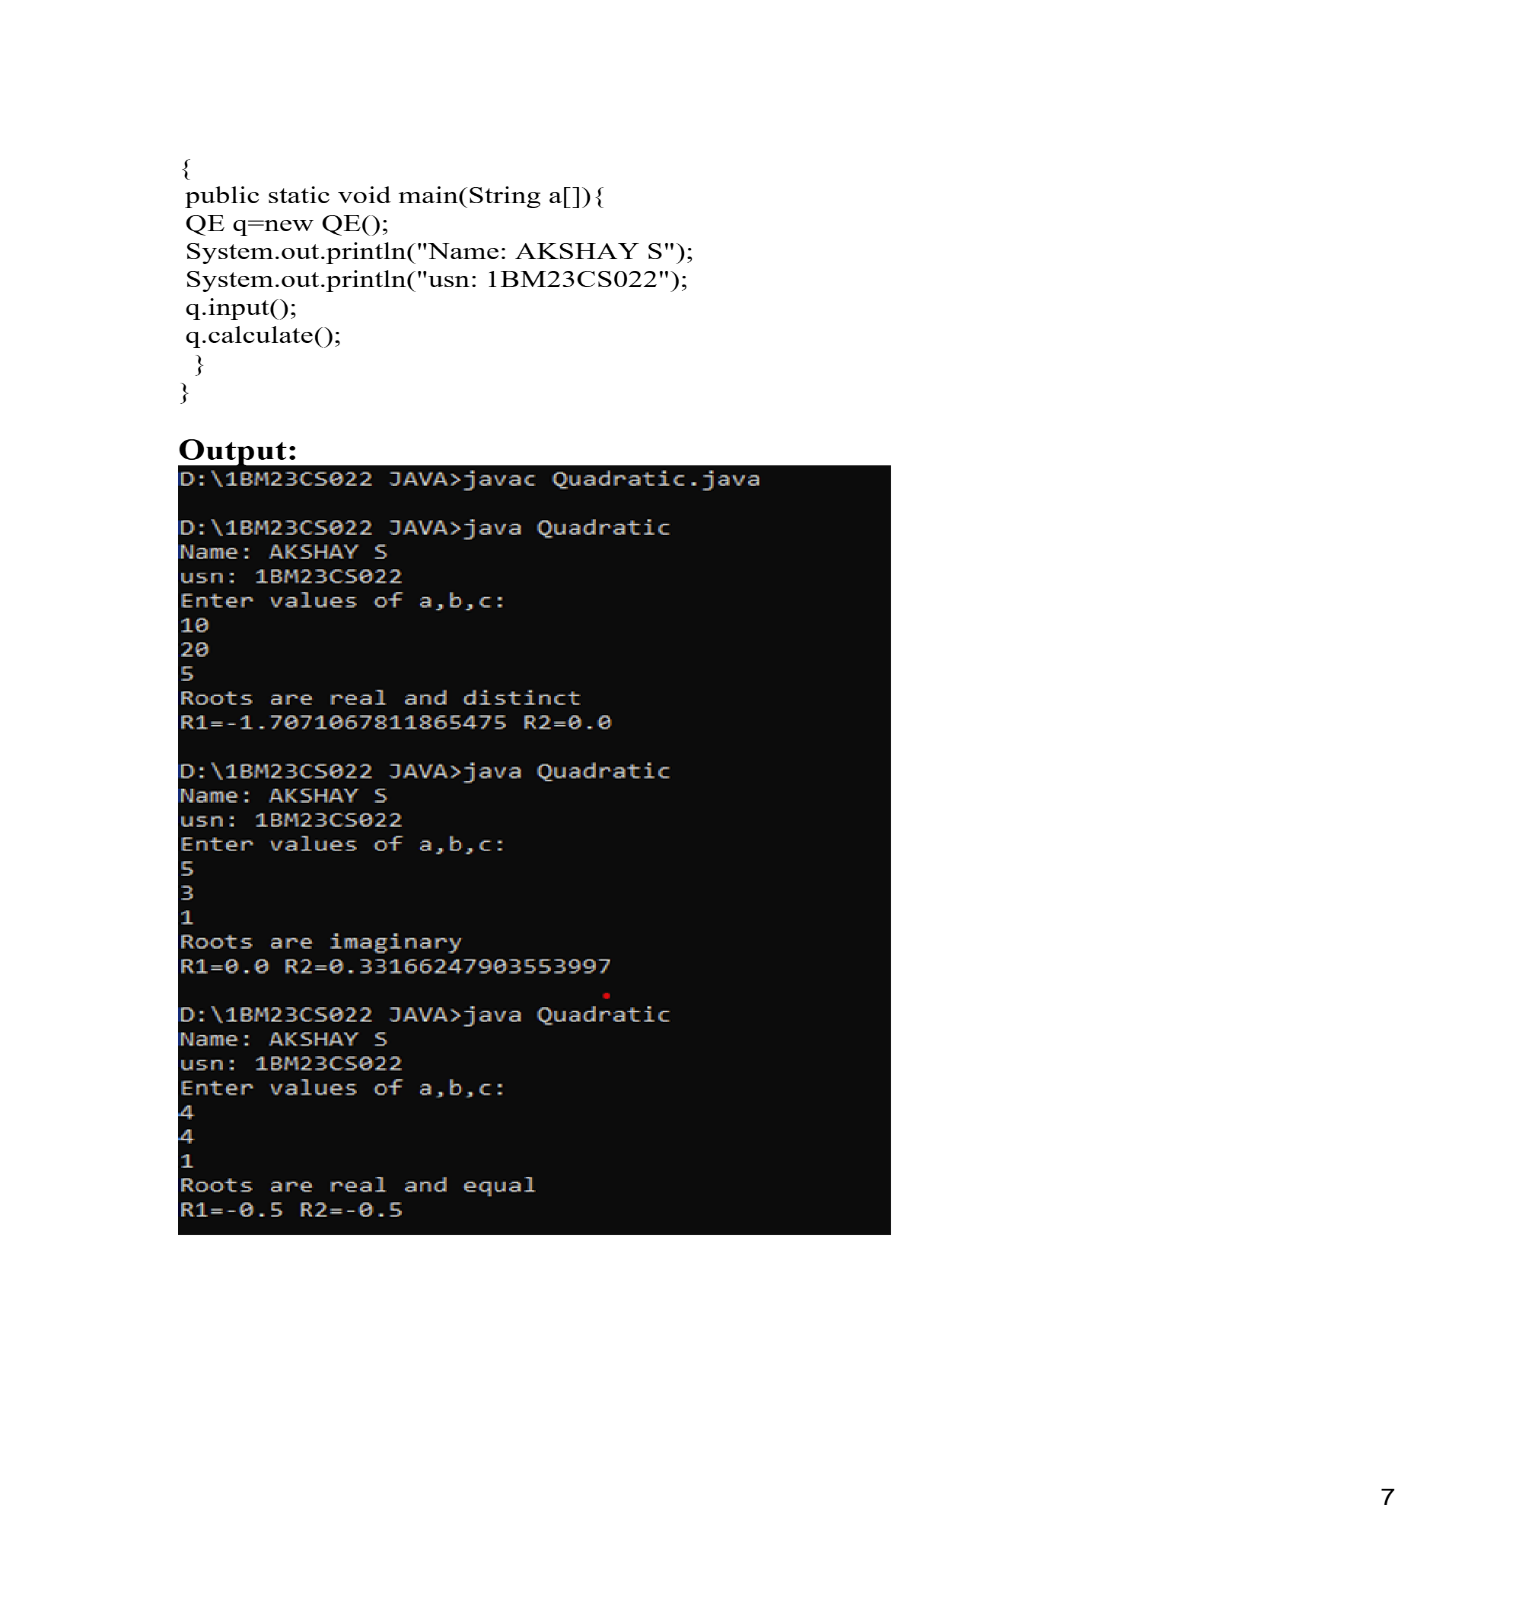 {
public static void main(String a[]){
QE q=new QE();
System.out.println("Name: AKSHAY S");
System.out.println("usn: 1BM23CS022");
q.input();
q.calculate();
}
}
Output:
D:\1BM23CS022 JAVA>javac Quadratic.java
D:\1BM23CS022 JAVA>java Quadratic
Name: AKSHAY S
usn: 1BM23CS022
Enter values of a,b,c:
10
20
5
Roots are real and distinct
R1=-1.7071067811865475 R2=0.0
D:\1BM23CS022 JAVA>java Quadratic
Name: AKSHAY S
usn: 1BM23CS022
Enter values of a,b,c:
5
3
1
Roots are imaginary
R1=0.0 R2=0.33166247903553997
D:\1BM23CS022 JAVA>java Quadratic
Name: AKSHAY S
usn: 1BM23CS022
Enter values of a,b,c:
4
4
1
Roots are real and equal
R1=-0.5 R2=-0.5
7